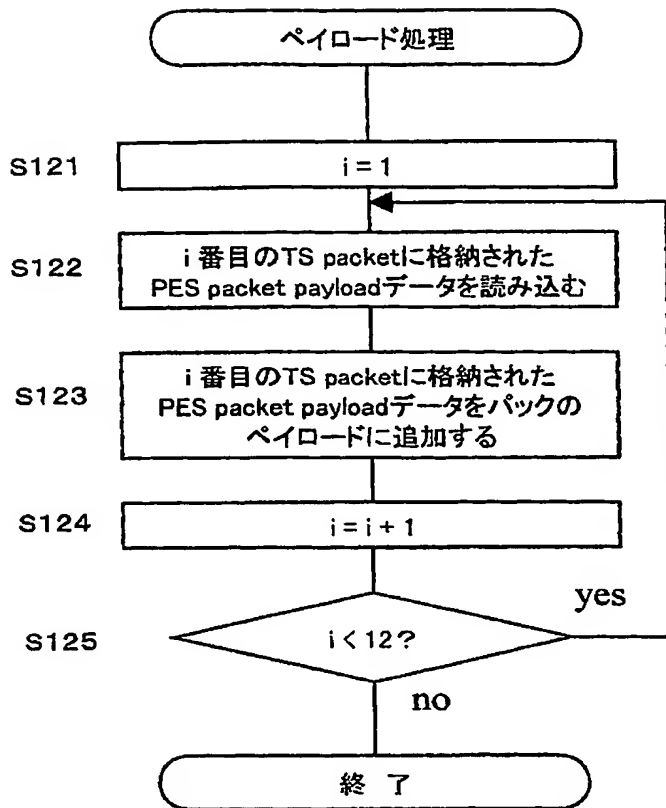 ペイロード処理
S121
i = 1
S122
i 番目のTS packetに格納された
PES packet payloadデータを読み込む
S123
i 番目のTS packetに格納された
PES packet payloadデータをパックの
ペイロードに追加する
S124
i = i + 1
yes
S125
i < 12?
no
終 了